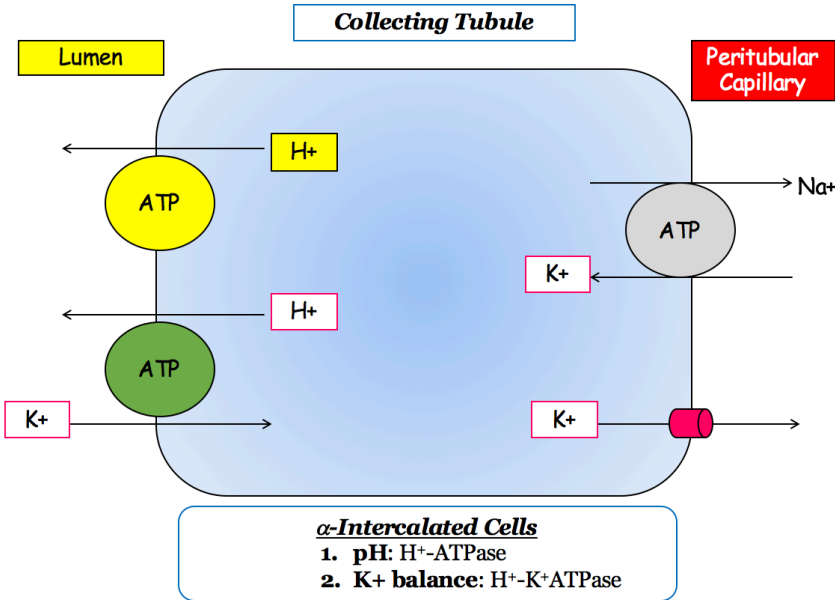 Collecting Tubule
Lumen
Peritubular
Capillary
H+
ATP
Na+
ATP
K+
H+
ATP
K+
K+
α-Intercalated Cells
1. pH: H⁺-ATPase
2. K+ balance: H⁺-K⁺ATPase